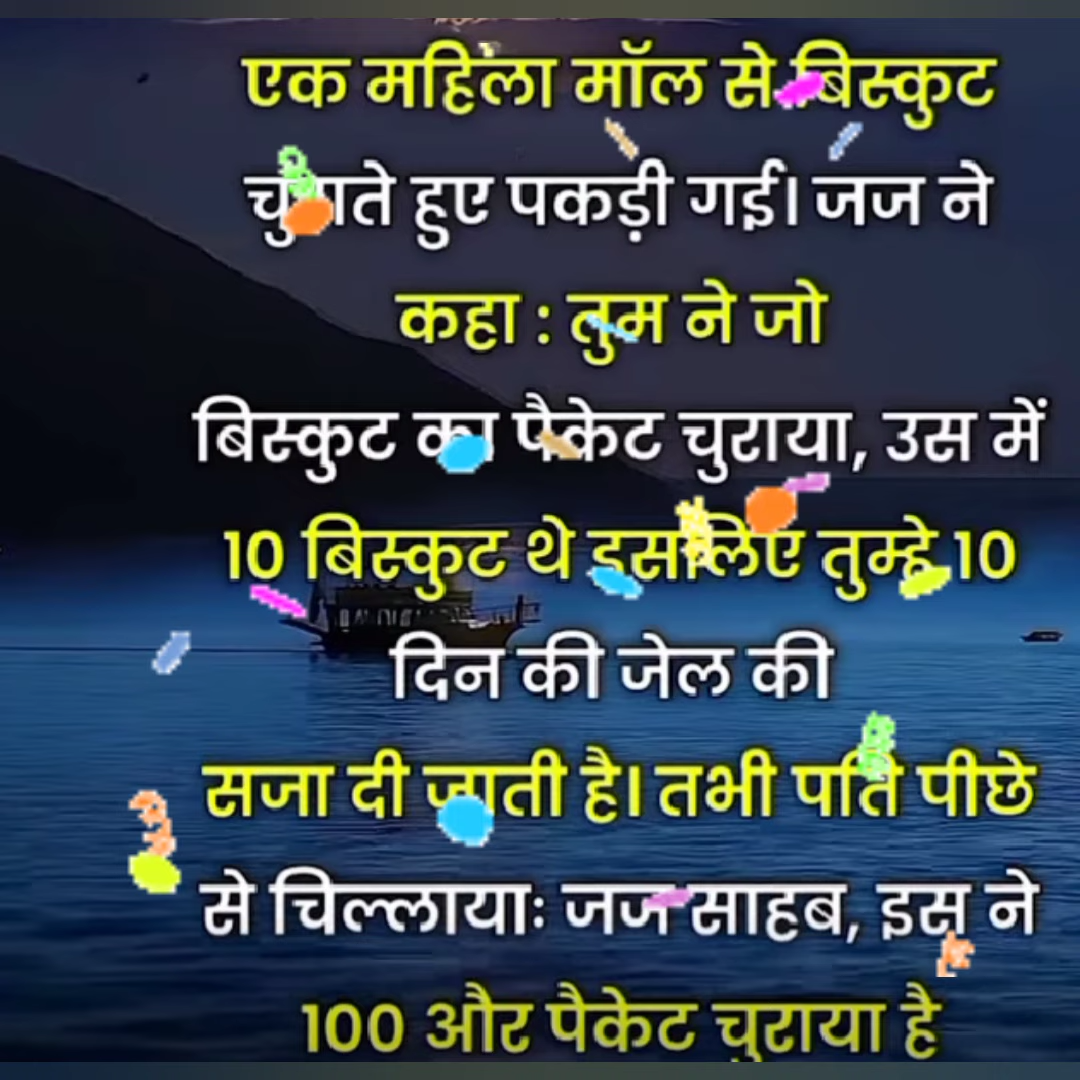 एक महिला मॉल से बिस्कुट
चुराते हुए पकड़ी गई। जज ने
कहा : तुम ने जो
बिस्कुट का पैकेट चुराया, उस में
10 बिस्कुट थे इसलिए तुम्हे 10
दिन की जेल की
सजा दी जाती है। तभी पति पीछे
से चिल्लायाः जज साहब, इस ने
100 और पैकेट चुराया है